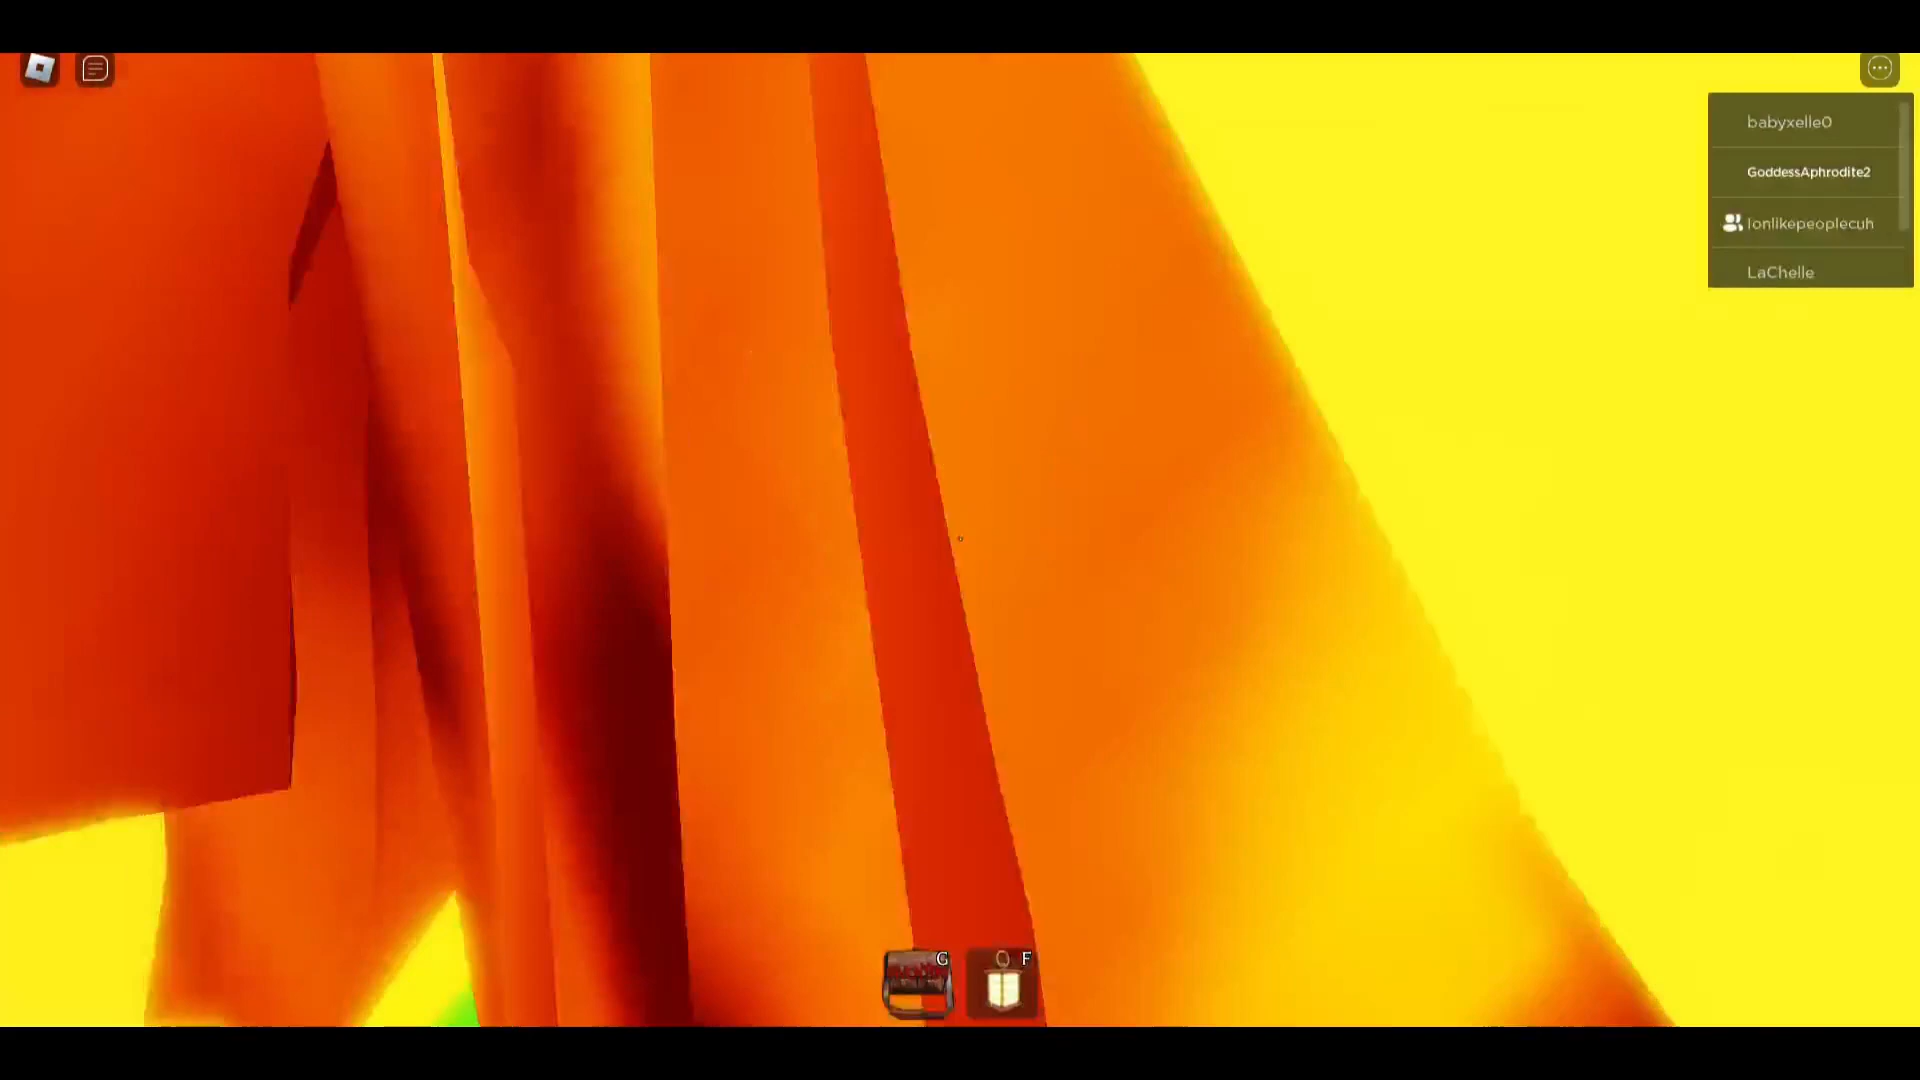 babyxelle0
GoddessAphrodite2
lonlikepeoplecuh
LaChelle
G
F